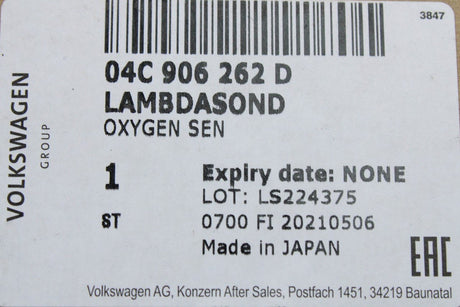 3847
04C 906 262 D
LAMBDASOND
OXYGEN SEN
VOLKSWAGEN
GROUP
1
ST
Expiry date: NONE
LOT: LS224375
0700 FI 20210506
Made in JAPAN
EAC
Volkswagen AG, Konzern After Sales, Postfach 1451, 34219 Baunatal